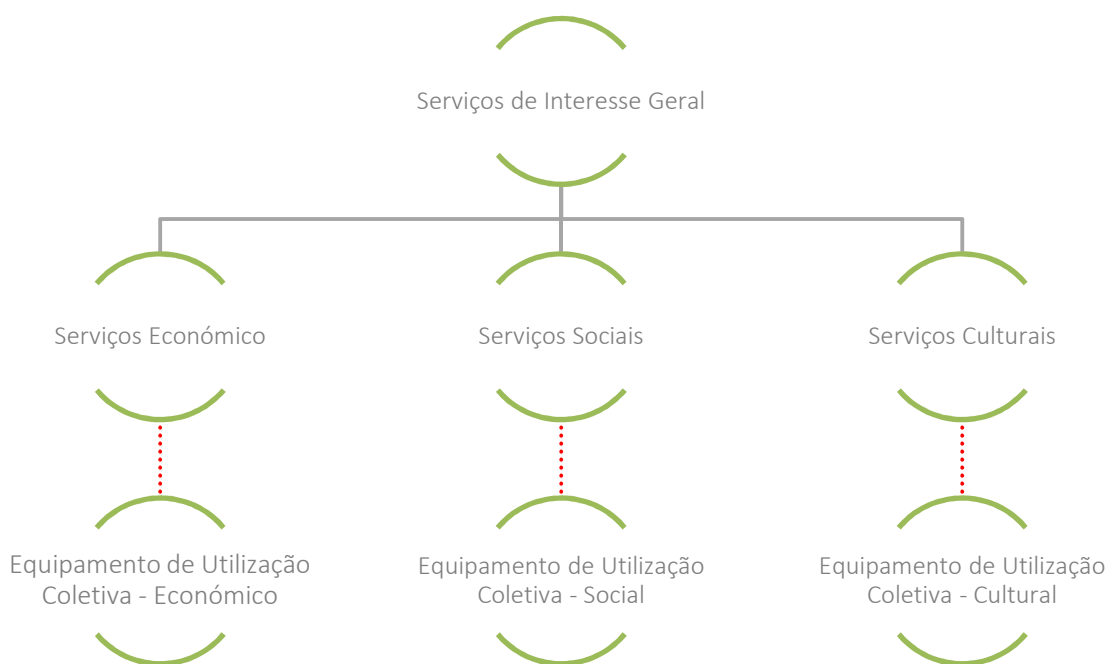 Serviços de Interesse Geral
Serviços Económico
Serviços Sociais
Serviços Culturais
Equipamento de Utilização
Coletiva - Económico
Equipamento de Utilização
Coletiva - Social
Equipamento de Utilização
Coletiva - Cultural